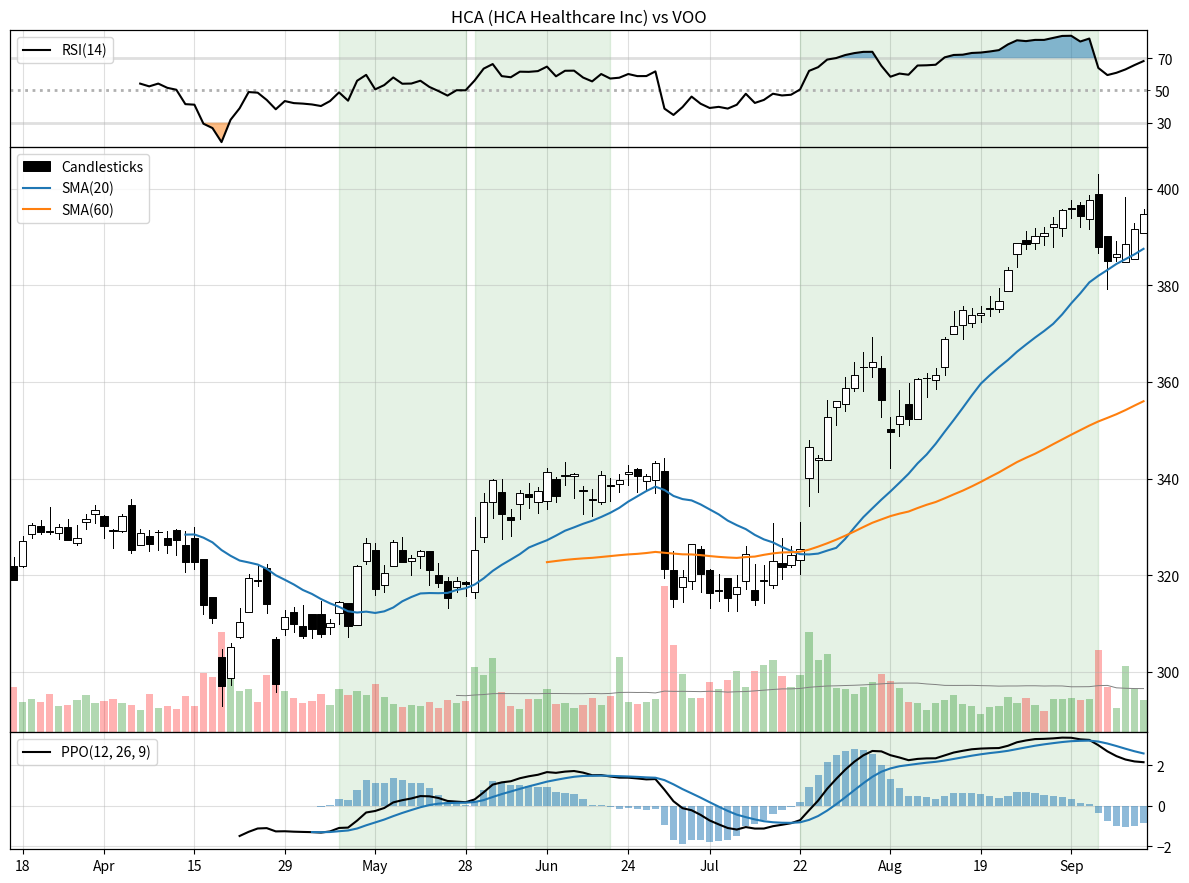 HCA (HCA Healthcare Inc) vs VOO
RSI(14)
70
50
30
Candlesticks
SMA(20)
SMA(60)
400
380
360
340
320
300
PPO(12, 26, 9)
2
0
−2
18 Apr 15 29 May 28 Jun 24 Jul 22 Aug 19 Sep